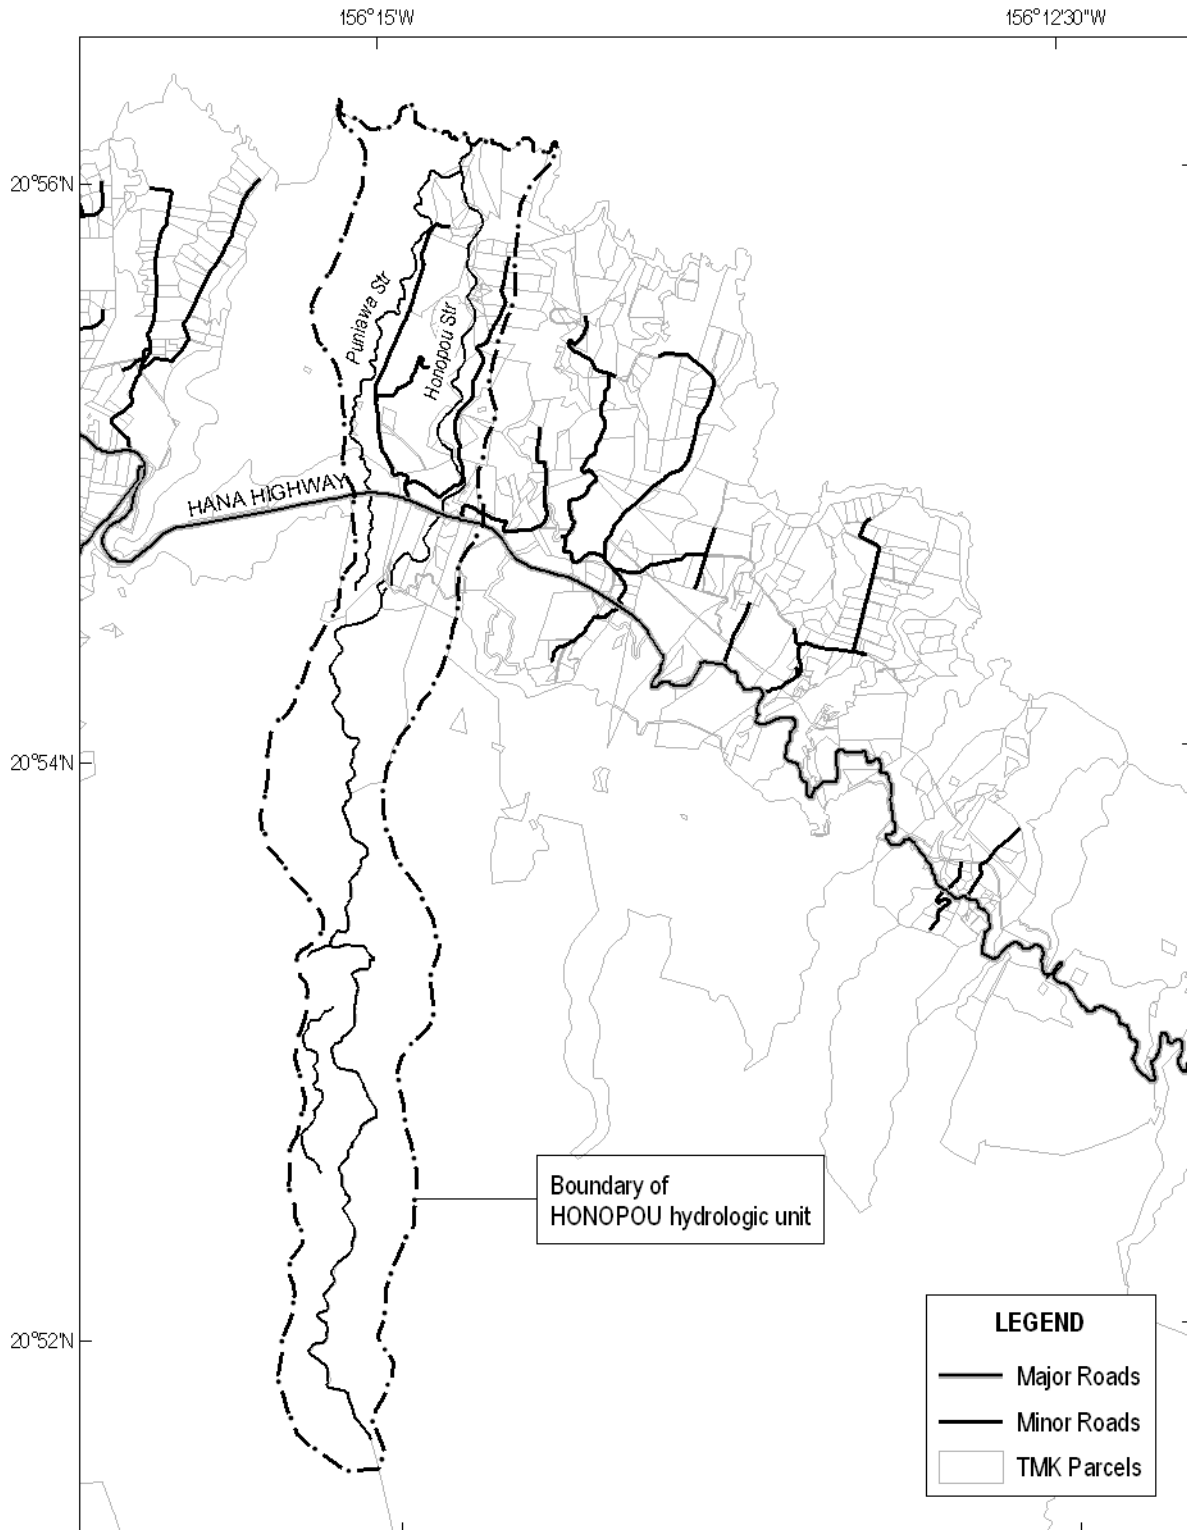 156°15'W
156°12'30"W
20°56'N
Puniawa Str
Honopou Str
HANA HIGHWAY
20°54'N
Boundary of
HONOPOU hydrologic unit
20°52'N
LEGEND
Major Roads
Minor Roads
TMK Parcels